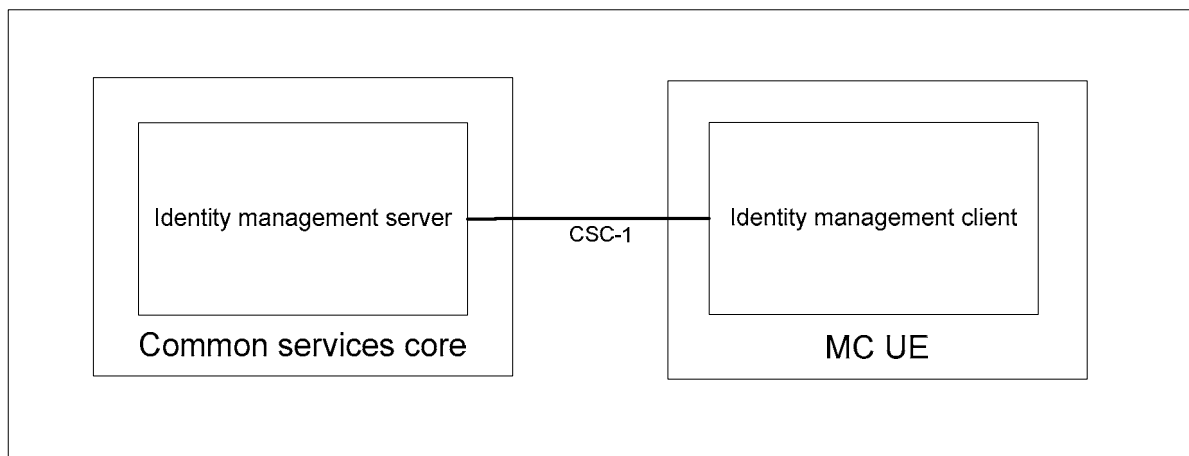 Identity management server
Identity management client
CSC-1
Common services core
MC UE